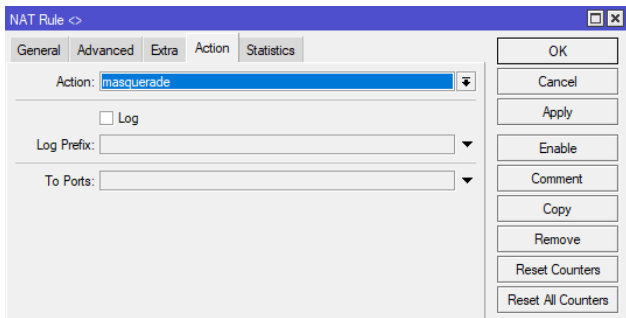 NAT Rule <>
General Advanced Extra Action Statistics
Action: masquerade
Log
Log Prefix:
To Ports:
OK
Cancel
Apply
Enable
Comment
Copy
Remove
Reset Counters
Reset All Counters